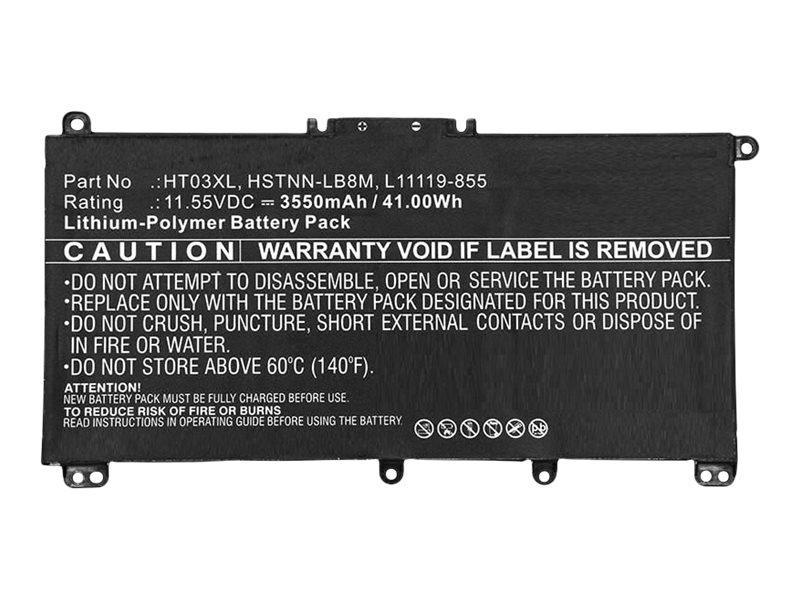 Part No .: HT03XL, HSTNN-LB8M, L11119-855
Rating .: 11.55VDC ⎓ 3550mAh / 41.00Wh
Lithium-Polymer Battery Pack
CAUTION WARRANTY VOID IF LABEL IS REMOVED
•DO NOT ATTEMPT TO DISASSEMBLE, OPEN OR SERVICE THE BATTERY PACK.
•REPLACE ONLY WITH THE BATTERY PACK DESIGNATED FOR THIS PRODUCT.
•DO NOT CRUSH, PUNCTURE, SHORT EXTERNAL CONTACTS OR DISPOSE OF
IN FIRE OR WATER.
•DO NOT STORE ABOVE 60°C (140°F).
ATTENTION!
NEW BATTERY PACK MUST BE FULLY CHARGED BEFORE USE.
TO REDUCE RISK OF FIRE OR BURNS
READ INSTRUCTIONS IN OPERATING GUIDE BEFORE USING THE BATTERY.